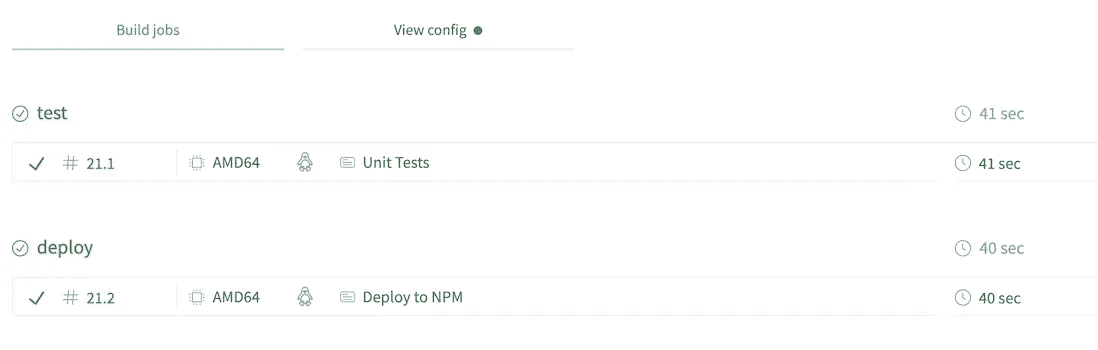 Build jobs View config
test 41 sec
# 21.1 AMD64 Unit Tests 41 sec
deploy 40 sec
# 21.2 AMD64 Deploy to NPM 40 sec